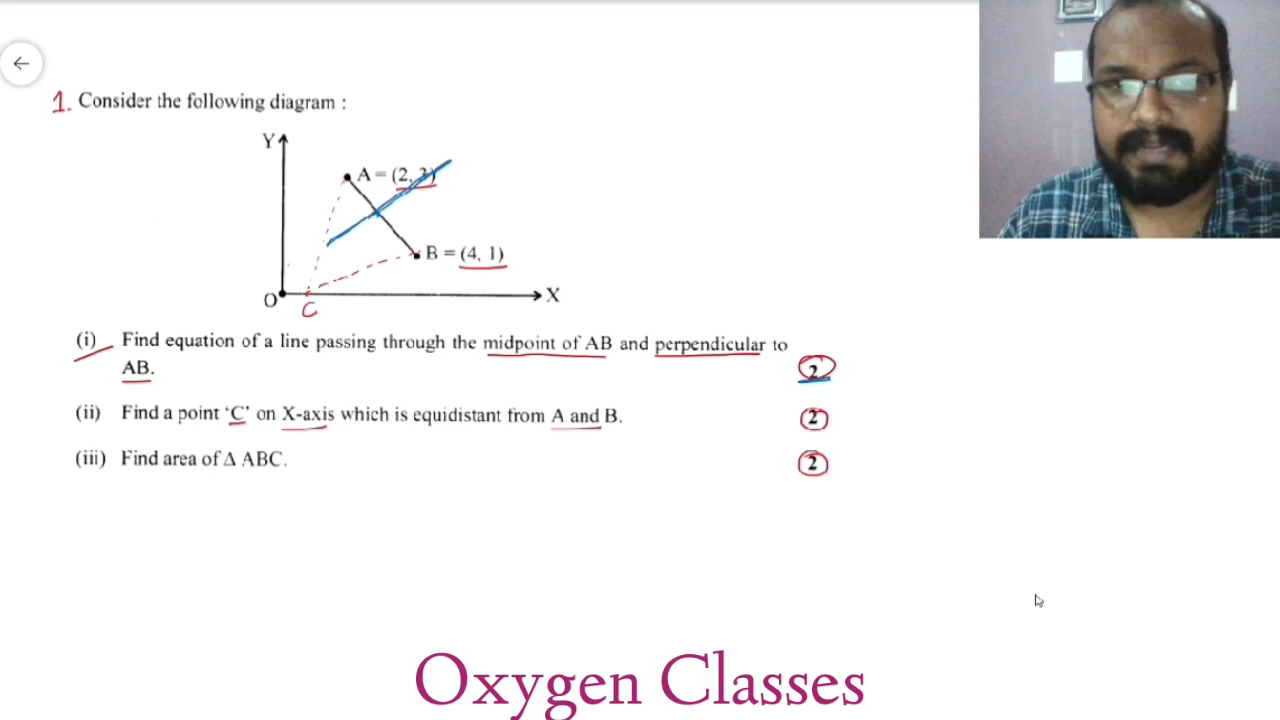 1. Consider the following diagram :
Y
A = (2, 3)
B = (4, 1)
O
X
C
(i) Find equation of a line passing through the midpoint of AB and perpendicular to
AB.
2
(ii) Find a point ‘C’ on X-axis which is equidistant from A and B.
2
(iii) Find area of Δ ABC.
2
Oxygen Classes